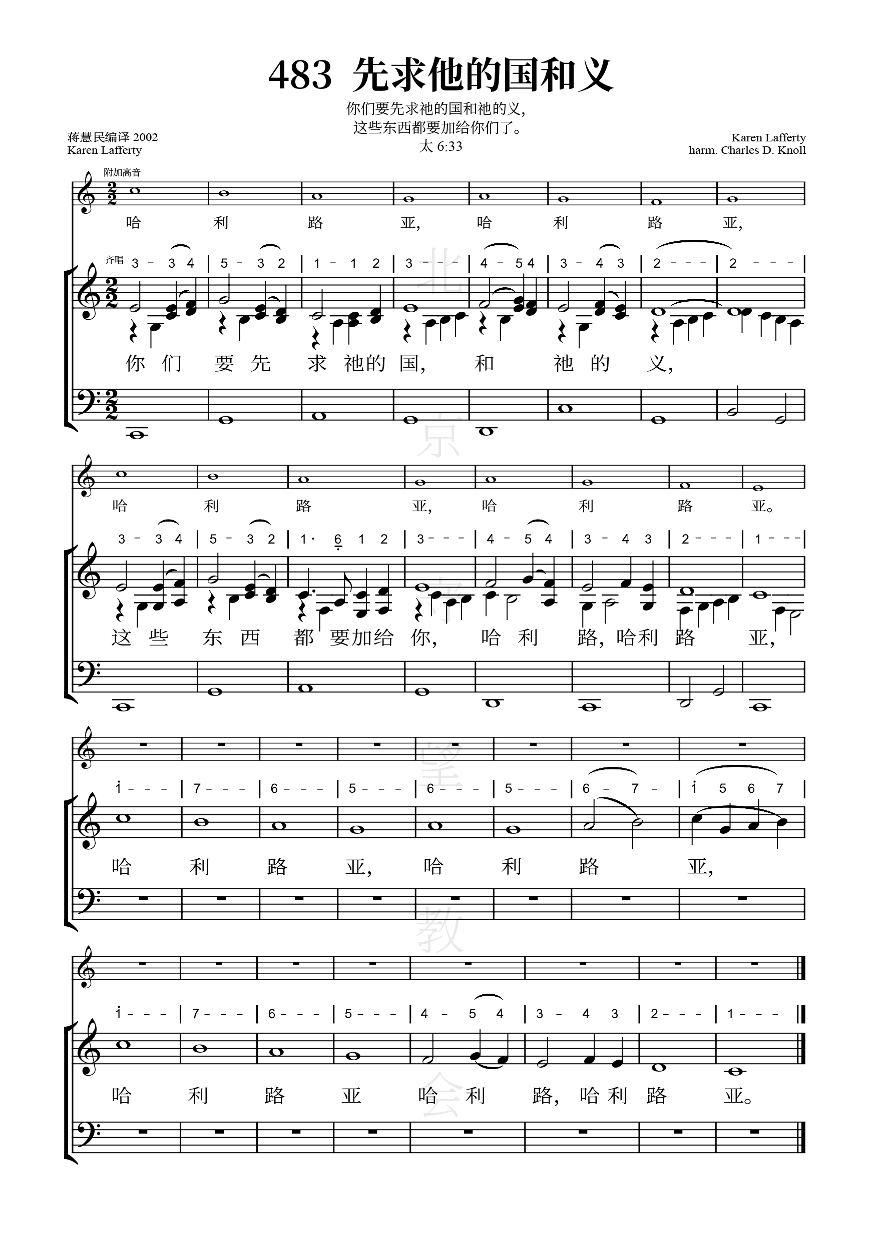 483 先求他的国和义
你们要先求祂的国和祂的义，
这些东西都要加给你们了。
太 6:33
蒋慧民编译 2002
Karen Lafferty
Karen Lafferty
harm. Charles D. Knoll
附加高音
哈 利 路 亚， 哈 利 路 亚，
齐唱 3 - 3 4 | 5 - 3 2 | 1 - 1 2 | 3 - - - | 4 - 5 4 | 3 - 4 3 | 2 - - - | 2 - - - |
你 们 要 先 求 祂的 国， 和 祂 的 义，
哈 利 路 亚， 哈 利 路 亚。
3 - 3 4 | 5 - 3 2 | 1· 6̣ 1 2 | 3 - - - | 4 - 5 4 | 3 - 4 3 | 2 - - - | 1 - - - |
这 些 东 西 都 要加给 你， 哈 利 路，哈利 路 亚，
1̇ - - - | 7 - - - | 6 - - - | 5 - - - | 6 - - - | 5 - - - | 6 - 7 - | 1̇ 5 6 7 |
哈 利 路 亚， 哈 利 路 亚，
1̇ - - - | 7 - - - | 6 - - - | 5 - - - | 4 - 5 4 | 3 - 4 3 | 2 - - - | 1 - - - ‖
哈 利 路 亚 哈 利 路，哈 利 路 亚。